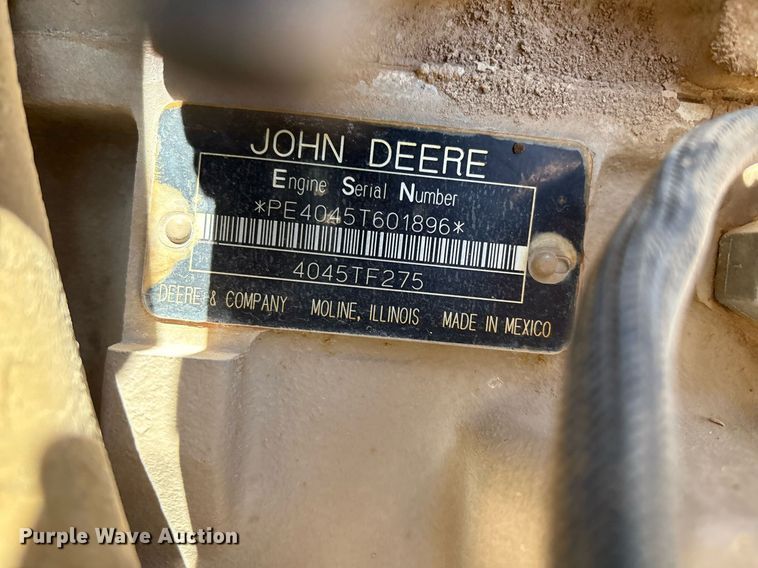 JOHN DEERE
Engine Serial Number
*PE4045T601896*
4045TF275
DEERE & COMPANY MOLINE, ILLINOIS MADE IN MEXICO
Purple Wave Auction